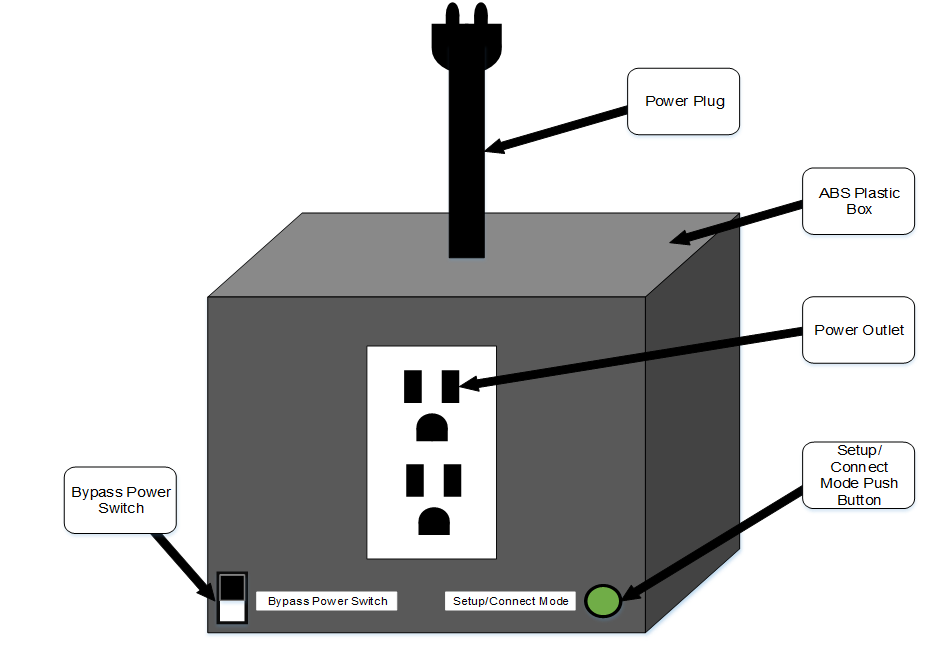 Power Plug
ABS Plastic
Box
Power Outlet
Setup/
Connect
Mode Push
Button
Bypass Power
Switch
Bypass Power Switch
Setup/Connect Mode